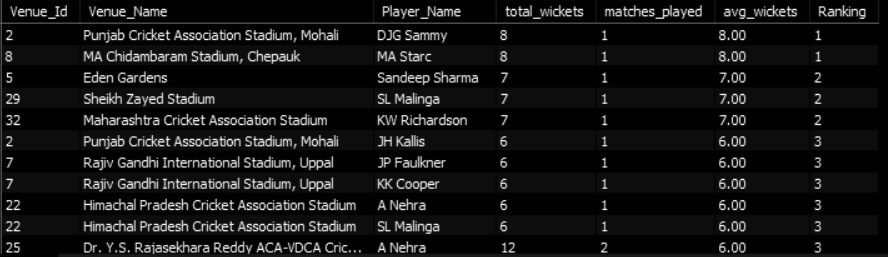 Venue_Id Venue_Name Player_Name total_wickets matches_played avg_wickets Ranking
2 Punjab Cricket Association Stadium, Mohali DJG Sammy 8 1 8.00 1
8 MA Chidambaram Stadium, Chepauk MA Starc 8 1 8.00 1
5 Eden Gardens Sandeep Sharma 7 1 7.00 2
29 Sheikh Zayed Stadium SL Malinga 7 1 7.00 2
32 Maharashtra Cricket Association Stadium KW Richardson 7 1 7.00 2
2 Punjab Cricket Association Stadium, Mohali JH Kallis 6 1 6.00 3
7 Rajiv Gandhi International Stadium, Uppal JP Faulkner 6 1 6.00 3
7 Rajiv Gandhi International Stadium, Uppal KK Cooper 6 1 6.00 3
22 Himachal Pradesh Cricket Association Stadium A Nehra 6 1 6.00 3
22 Himachal Pradesh Cricket Association Stadium SL Malinga 6 1 6.00 3
25 Dr. Y.S. Rajasekhara Reddy ACA-VDCA Cric... A Nehra 12 2 6.00 3